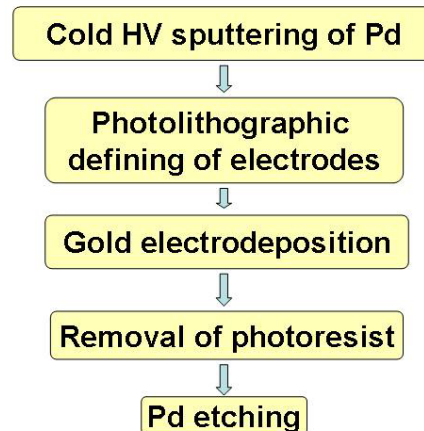 Cold HV sputtering of Pd
Photolithographic
defining of electrodes
Gold electrodeposition
Removal of photoresist
Pd etching